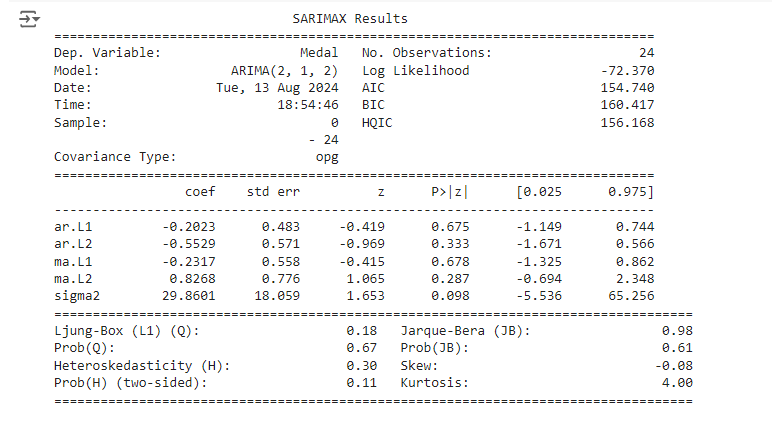 SARIMAX Results
==============================================================================
Dep. Variable:                  Medal   No. Observations:                   24
Model:                 ARIMA(2, 1, 2)   Log Likelihood                 -72.370
Date:                Tue, 13 Aug 2024   AIC                            154.740
Time:                        18:54:46   BIC                            160.417
Sample:                             0   HQIC                           156.168
                                 - 24
Covariance Type:                  opg
==============================================================================
                 coef    std err          z      P>|z|      [0.025      0.975]
------------------------------------------------------------------------------
ar.L1         -0.2023      0.483     -0.419      0.675      -1.149       0.744
ar.L2         -0.5529      0.571     -0.969      0.333      -1.671       0.566
ma.L1         -0.2317      0.558     -0.415      0.678      -1.325       0.862
ma.L2          0.8268      0.776      1.065      0.287      -0.694       2.348
sigma2        29.8601     18.059      1.653      0.098      -5.536      65.256
===================================================================================
Ljung-Box (L1) (Q):                   0.18   Jarque-Bera (JB):                 0.98
Prob(Q):                              0.67   Prob(JB):                         0.61
Heteroskedasticity (H):               0.30   Skew:                            -0.08
Prob(H) (two-sided):                  0.11   Kurtosis:                         4.00
===================================================================================